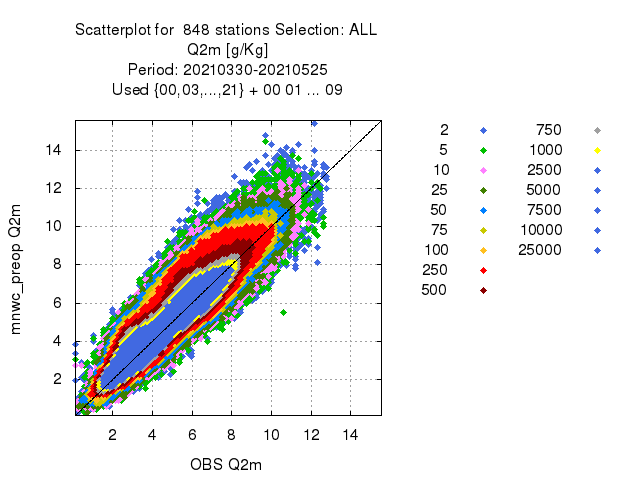 Scatterplot for 848 stations Selection: ALL
Q2m [g/Kg]
Period: 20210330-20210525
Used {00,03,...,21} + 00 01 ... 09
mnwc_preop Q2m
14
12
10
8
6
4
2
2 4 6 8 10 12 14
OBS Q2m
2 750
5 1000
10 2500
25 5000
50 7500
75 10000
100 25000
250
500